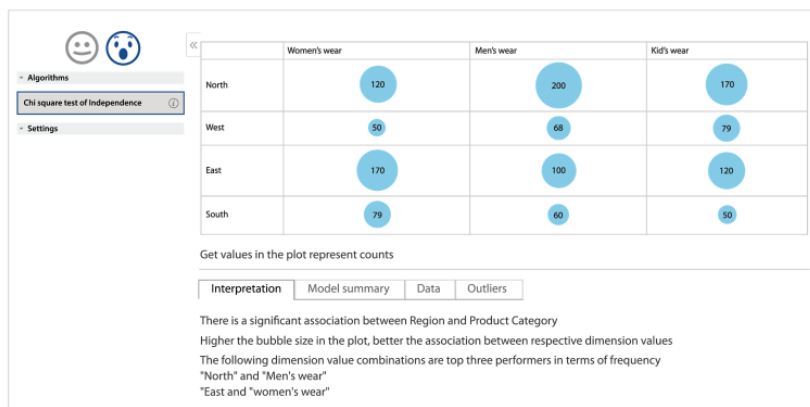 «
Algorithms
Chi square test of Independence i
Settings
Women's wear Men's wear Kid's wear
North 120 200 170
West 50 68 79
East 170 100 120
South 79 60 50
Get values in the plot represent counts
Interpretation Model summary Data Outliers
There is a significant association between Region and Product Category
Higher the bubble size in the plot, better the association between respective dimension values
The following dimension value combinations are top three performers in terms of frequency
"North" and "Men's wear"
"East and "women's wear"